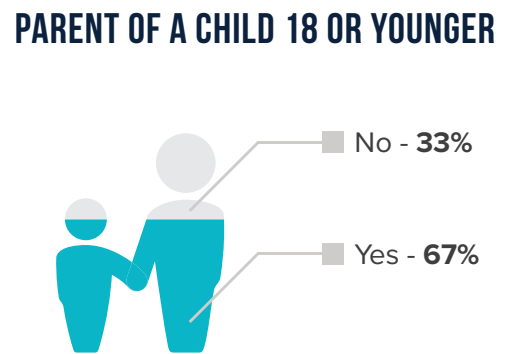 PARENT OF A CHILD 18 OR YOUNGER
No - 33%
Yes - 67%